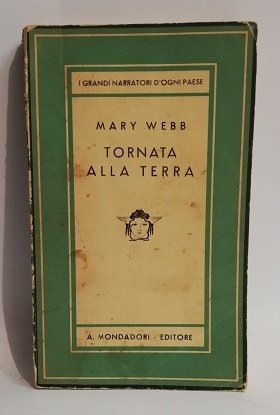 I GRANDI NARRATORI D'OGNI PAESE
MARY WEBB
TORNATA
ALLA TERRA
A. MONDADORI - EDITORE